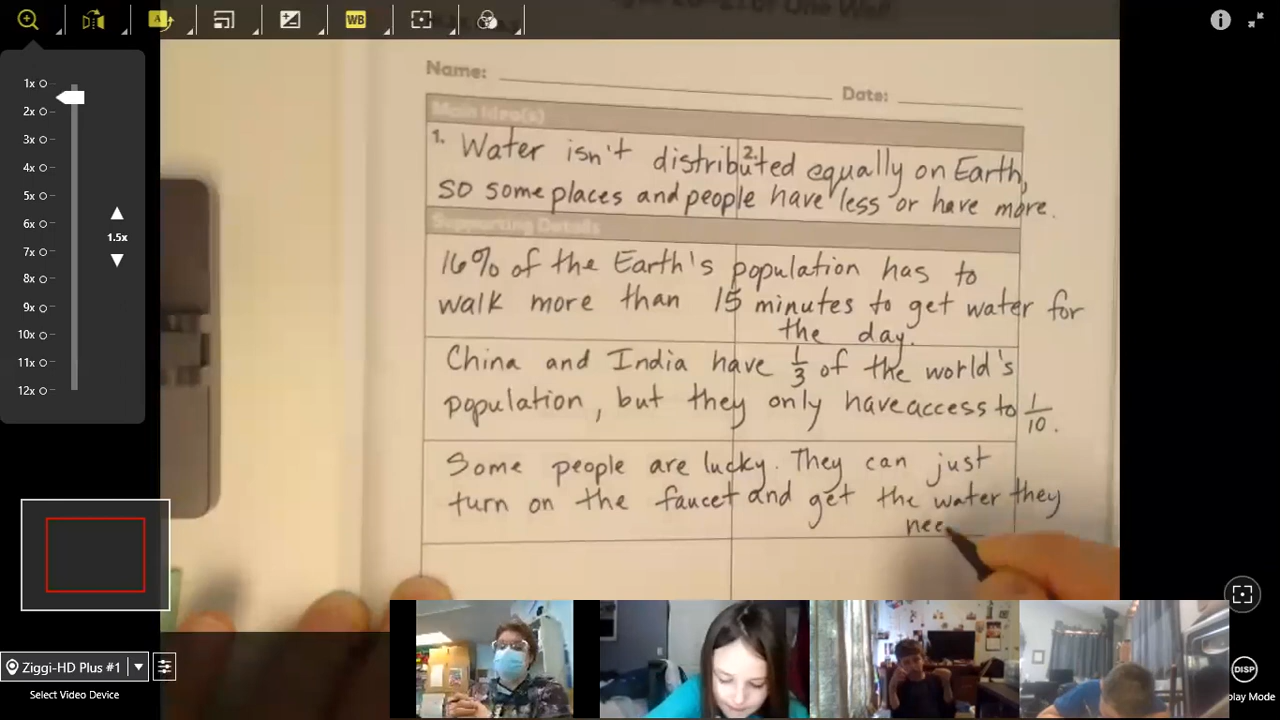 Name: Date:
Main Idea(s)
1. Water isn't distributed equally on Earth,
2.
so some places and people have less or have more.
Supporting Details
16% of the Earth's population has to
walk more than 15 minutes to get water for
the day.
China and India have 1/3 of the world's
population, but they only have access to 1/10.
Some people are lucky. They can just
turn on the faucet and get the water they
nee
WB
1x
2x
3x
4x
5x
6x
7x
8x
9x
10x
11x
12x
1.5x
Ziggi-HD Plus #1
Select Video Device
DISP
play Mode